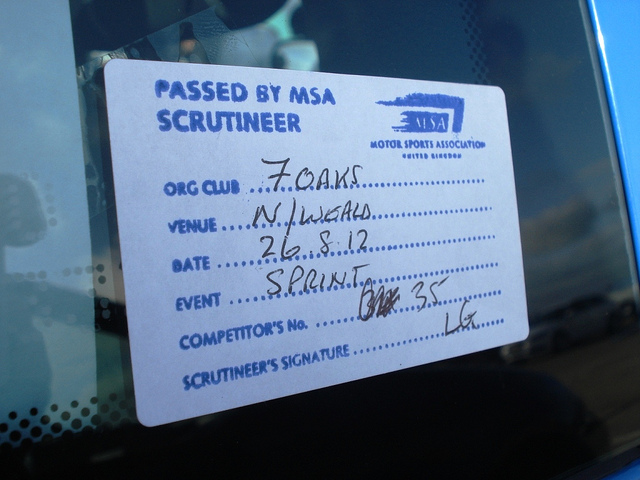 PASSED BY MSA
SCRUTINEER
MSA
MOTOR SPORTS ASSOCIATION
UNITED KINGDOM
ORG CLUB 7 OAKS
VENUE N/WEALD
DATE 26.8.12
EVENT SPRINT
COMPETITOR'S No. 35
SCRUTINEER'S SIGNATURE LG